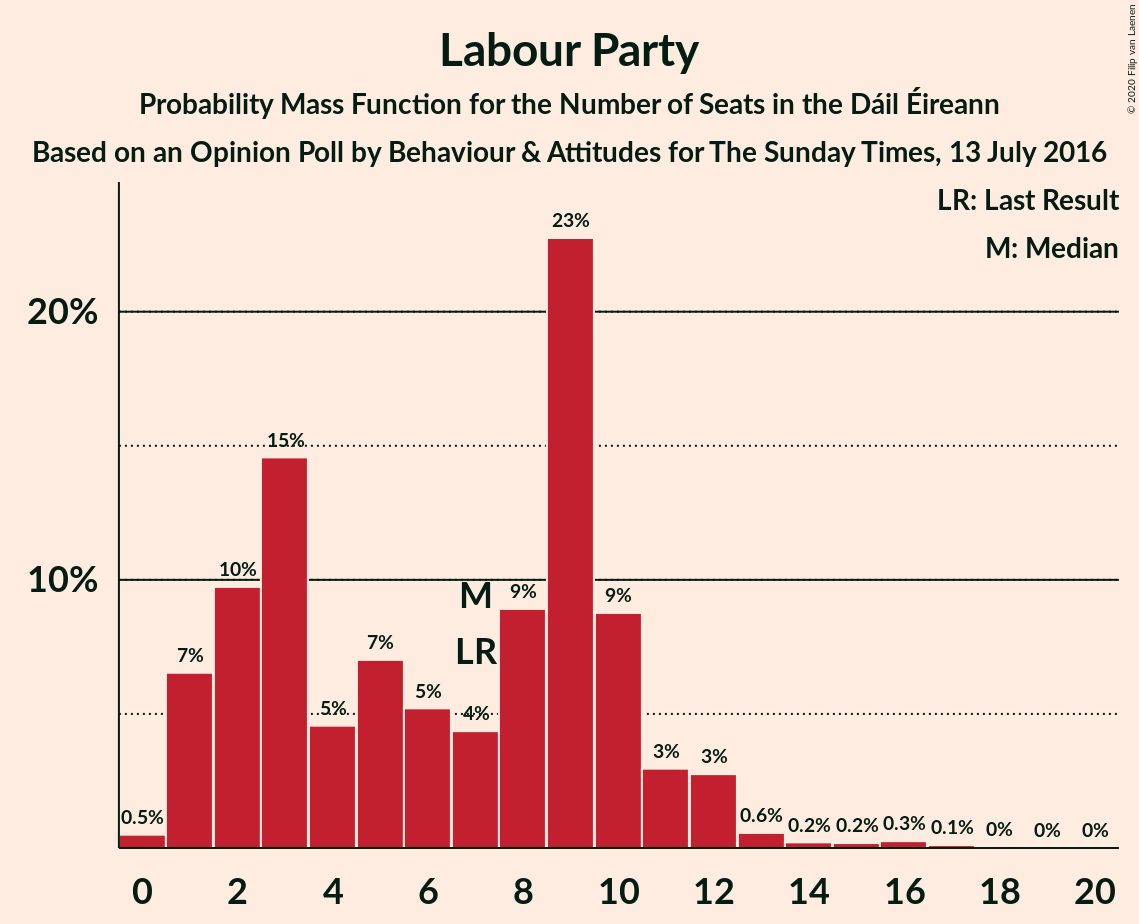 Labour Party
Probability Mass Function for the Number of Seats in the Dáil Éireann
Based on an Opinion Poll by Behaviour & Attitudes for The Sunday Times, 13 July 2016
© 2020 Filip van Laenen
LR: Last Result
M: Median
20%
10%
0.5%
7%
10%
15%
5%
7%
5%
M
LR
4%
9%
23%
9%
3%
3%
0.6%
0.2%
0.2%
0.3%
0.1%
0%
0%
0%
0 2 4 6 8 10 12 14 16 18 20